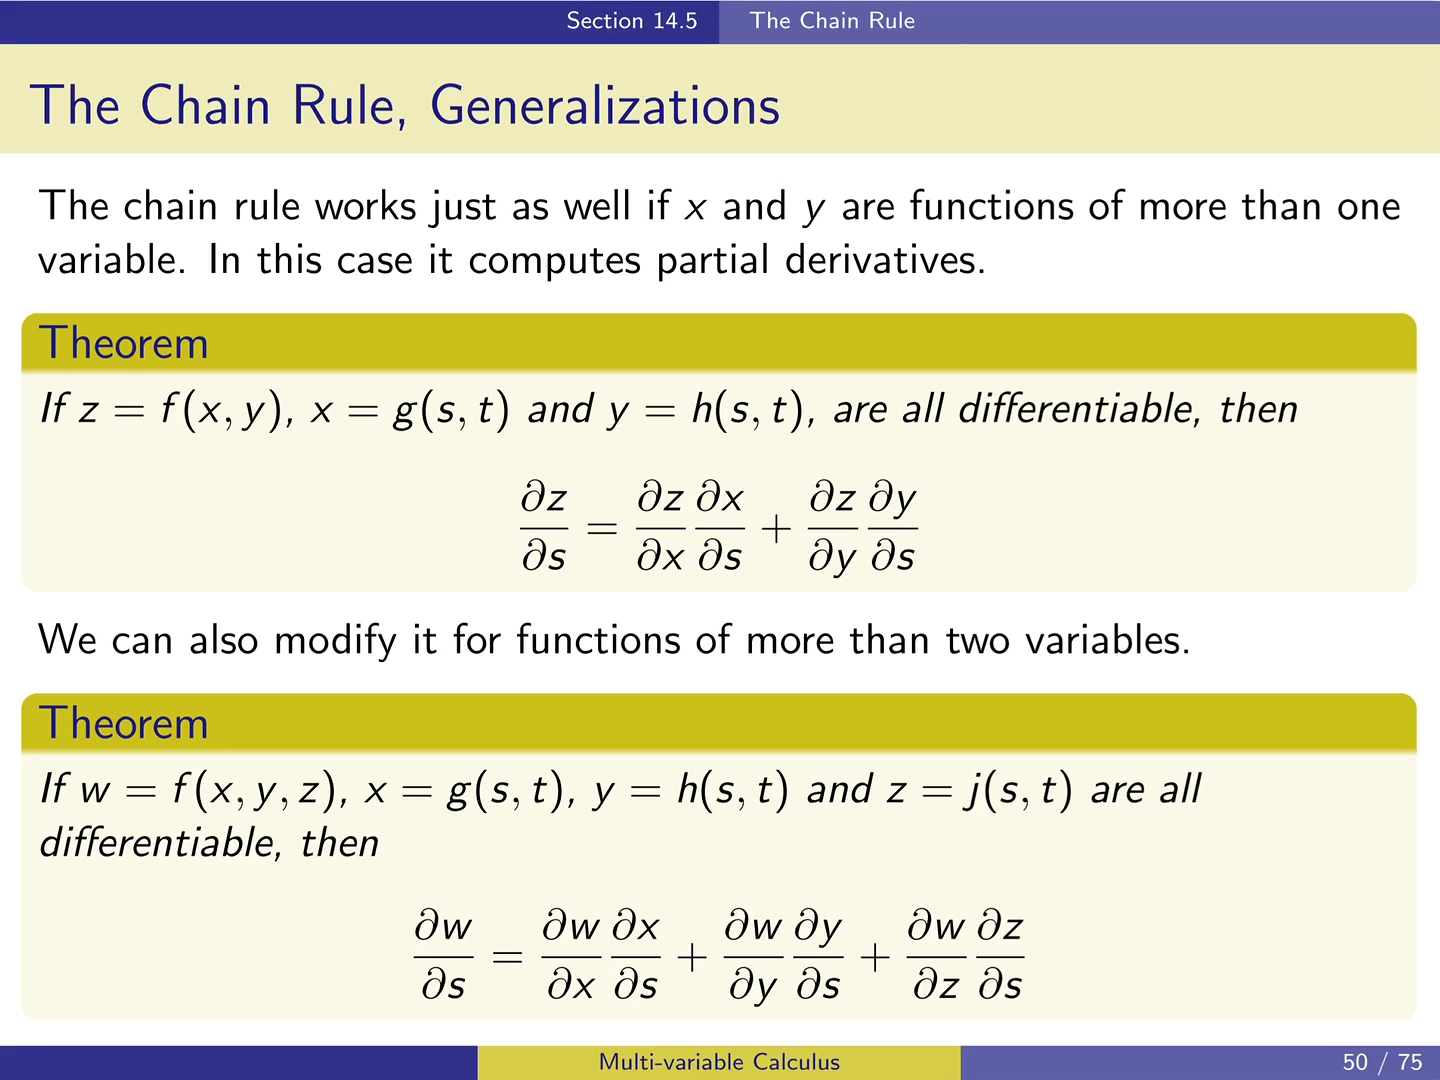 Section 14.5 The Chain Rule
The Chain Rule, Generalizations
The chain rule works just as well if x and y are functions of more than one
variable. In this case it computes partial derivatives.
Theorem
If z = f(x, y), x = g(s, t) and y = h(s, t), are all differentiable, then
∂z/∂s = ∂z/∂x ∂x/∂s + ∂z/∂y ∂y/∂s
We can also modify it for functions of more than two variables.
Theorem
If w = f(x, y, z), x = g(s, t), y = h(s, t) and z = j(s, t) are all
differentiable, then
∂w/∂s = ∂w/∂x ∂x/∂s + ∂w/∂y ∂y/∂s + ∂w/∂z ∂z/∂s
Multi-variable Calculus 50 / 75